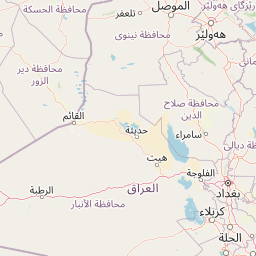 الموصل
محافظة الحسكة
تلعفر
هەولێر
هەولێر
محافظة نينوى
محافظة دير
الزور
محافظة صلاح
الدين
القائم
حديثة
سامراء
هيت
الفلوجة
بغداد
العراق
الرطبة
محافظة الأنبار
كربلاء
الحلة